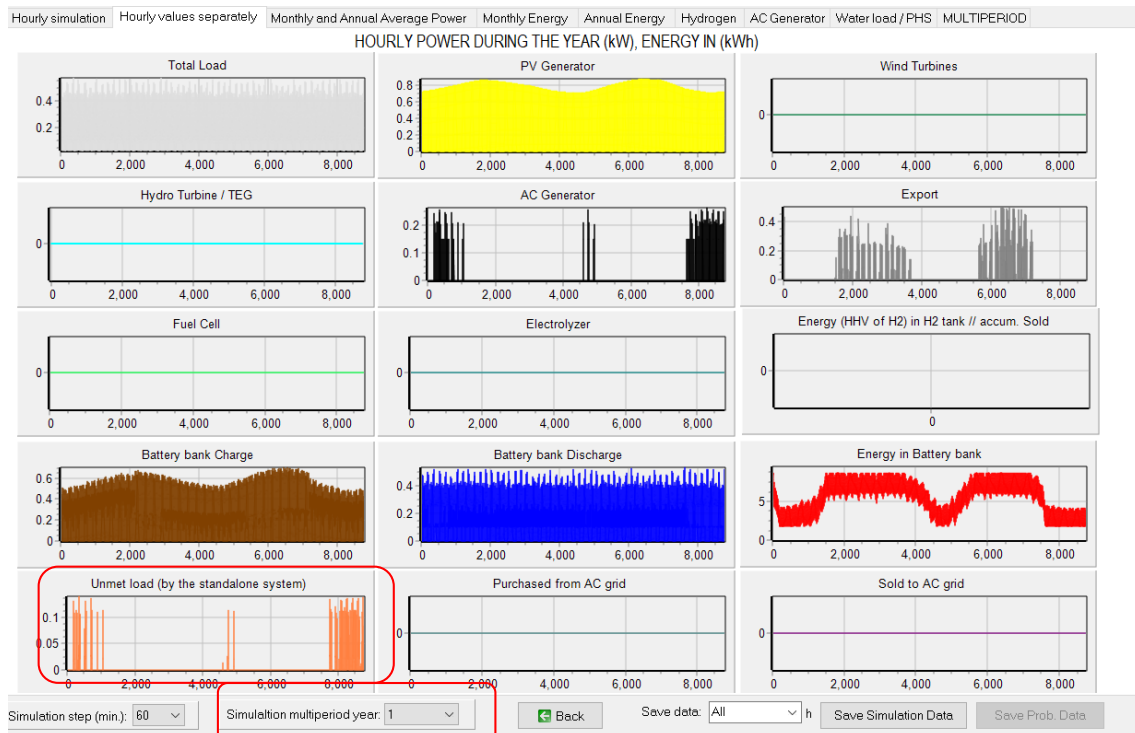 Hourly simulation Hourly values separately Monthly and Annual Average Power Monthly Energy Annual Energy Hydrogen AC Generator Water load / PHS MULTIPERIOD
HOURLY POWER DURING THE YEAR (kW), ENERGY IN (kWh)
Total Load PV Generator Wind Turbines
0.4
0.2
0 2,000 4,000 6,000 8,000
0.8
0.6
0.4
0.2
0
0 2,000 4,000 6,000 8,000
0
0 2,000 4,000 6,000 8,000
Hydro Turbine / TEG AC Generator Export
0
0 2,000 4,000 6,000 8,000
0.2
0.1
0
0 2,000 4,000 6,000 8,000
0.4
0.2
0
0 2,000 4,000 6,000 8,000
Fuel Cell Electrolyzer Energy (HHV of H2) in H2 tank // accum. Sold
0
0 2,000 4,000 6,000 8,000
0
0 2,000 4,000 6,000 8,000
0
0
Battery bank Charge Battery bank Discharge Energy in Battery bank
0.6
0.4
0.2
0
0 2,000 4,000 6,000 8,000
0.4
0.2
0
0 2,000 4,000 6,000 8,000
5
0
0 2,000 4,000 6,000 8,000
Unmet load (by the standalone system) Purchased from AC grid Sold to AC grid
0.1
0.05
0
0 2,000 4,000 6,000 8,000
0
0 2,000 4,000 6,000 8,000
0
0 2,000 4,000 6,000 8,000
Simulation step (min.): 60 Simulaltion multiperiod year: 1 Back Save data: All h Save Simulation Data Save Prob. Data